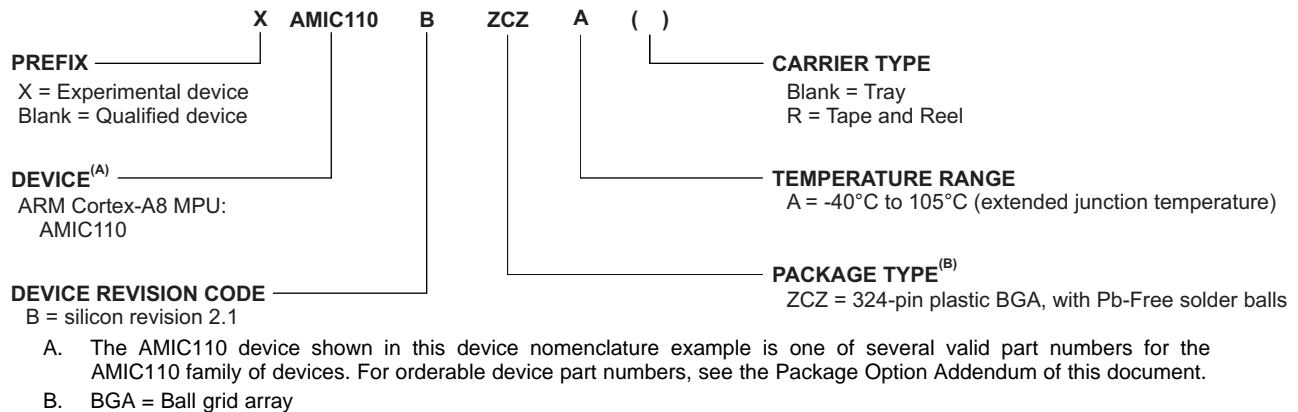 X AMIC110 B ZCZ A ( )
PREFIX
X = Experimental device
Blank = Qualified device
DEVICE(A)
ARM Cortex-A8 MPU:
AMIC110
DEVICE REVISION CODE
B = silicon revision 2.1
CARRIER TYPE
Blank = Tray
R = Tape and Reel
TEMPERATURE RANGE
A = -40°C to 105°C (extended junction temperature)
PACKAGE TYPE(B)
ZCZ = 324-pin plastic BGA, with Pb-Free solder balls
A. The AMIC110 device shown in this device nomenclature example is one of several valid part numbers for the
AMIC110 family of devices. For orderable device part numbers, see the Package Option Addendum of this document.
B. BGA = Ball grid array